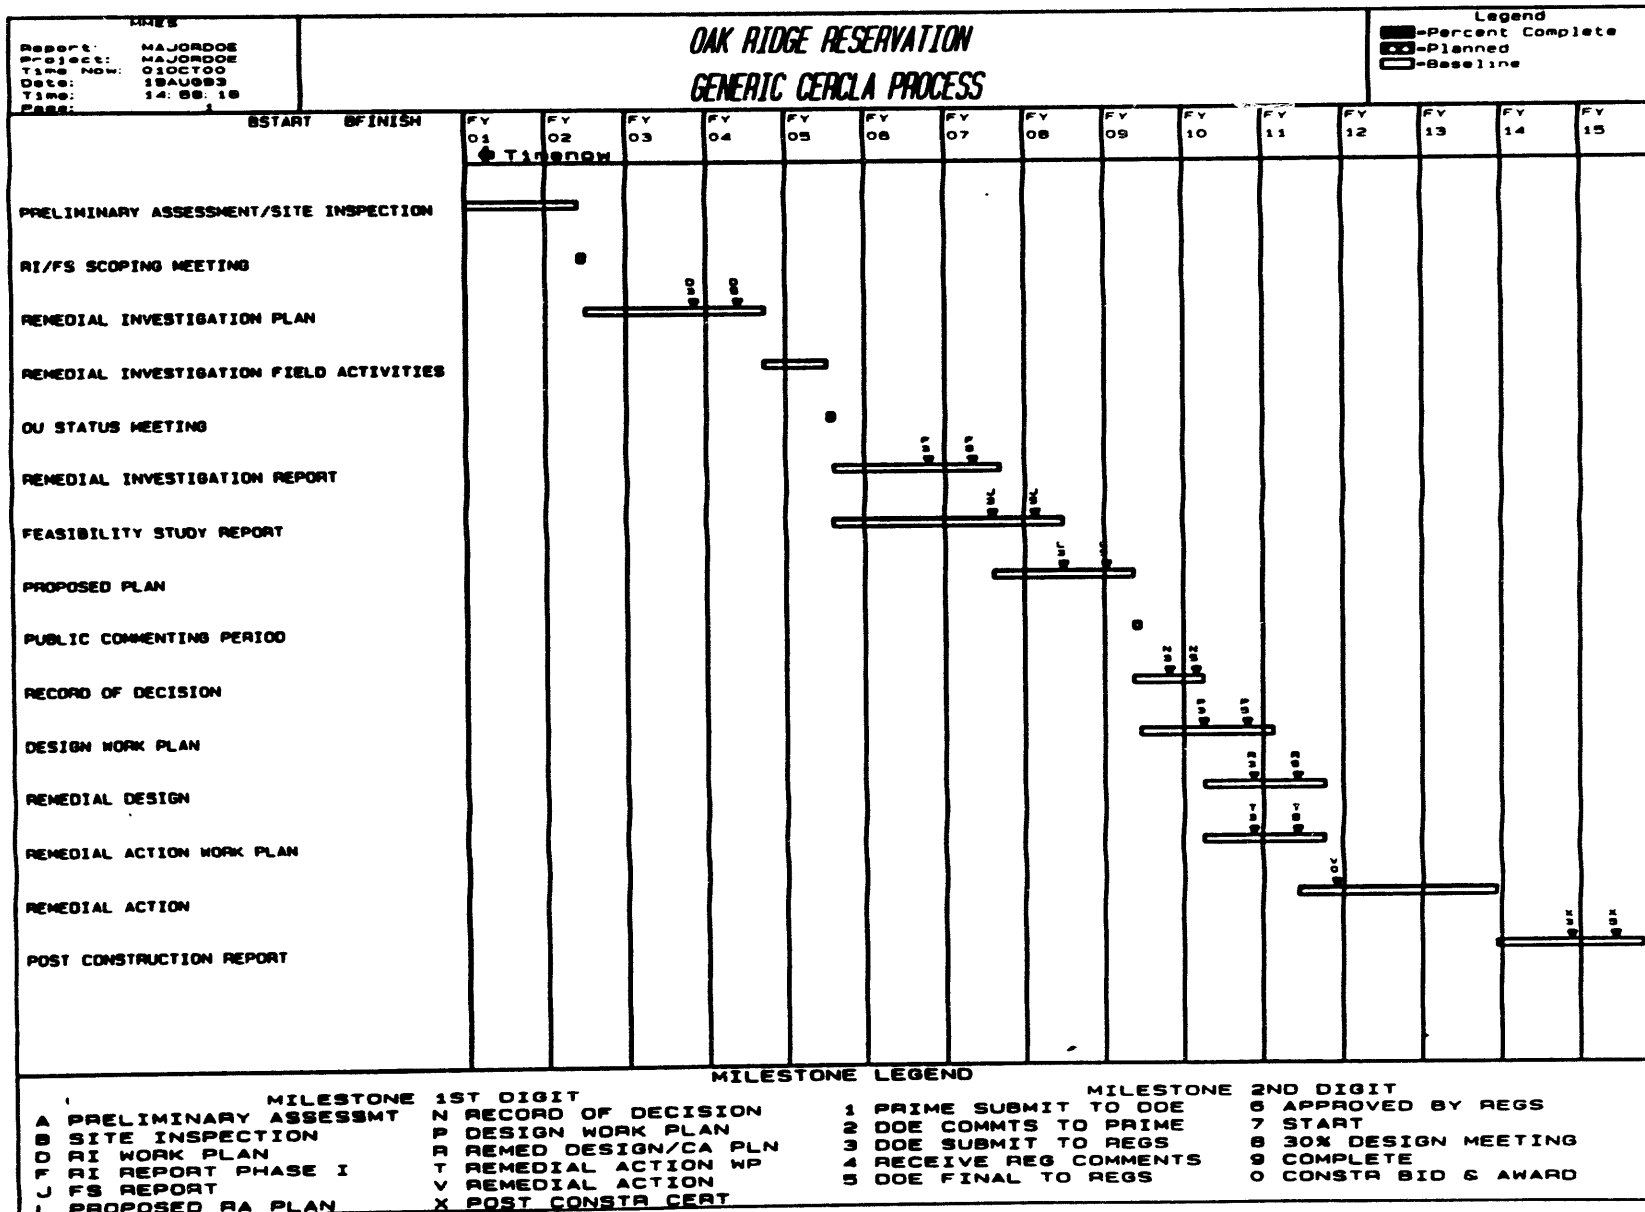 MMES
Report: MAJORDOE
Project: MAJORDOE
Time Now: 01OCT00
Date: 19AUG93
Time:
Page: 1
OAK RIDGE RESERVATION
GENERIC CERCLA PROCESS
Legend
=Percent Complete
=Planned
=Baseline
BSTART BFINISH
FY 01 FY 02 FY 03 FY 04 FY 05 FY 06 FY 07 FY 08 FY 09 FY 10 FY 11 FY 12 FY 13 FY 14 FY 15
Timenow
PRELIMINARY ASSESSMENT/SITE INSPECTION
RI/FS SCOPING MEETING
REMEDIAL INVESTIGATION PLAN
REMEDIAL INVESTIGATION FIELD ACTIVITIES
OU STATUS MEETING
REMEDIAL INVESTIGATION REPORT
FEASIBILITY STUDY REPORT
PROPOSED PLAN
PUBLIC COMMENTING PERIOD
RECORD OF DECISION
DESIGN WORK PLAN
REMEDIAL DESIGN
REMEDIAL ACTION WORK PLAN
REMEDIAL ACTION
POST CONSTRUCTION REPORT
MILESTONE LEGEND
MILESTONE 1ST DIGIT
A PRELIMINARY ASSESSMT
B SITE INSPECTION
D RI WORK PLAN
F RI REPORT PHASE I
J FS REPORT
L PROPOSED RA PLAN
N RECORD OF DECISION
P DESIGN WORK PLAN
R REMED DESIGN/CA PLN
T REMEDIAL ACTION WP
V REMEDIAL ACTION
X POST CONSTR CERT
MILESTONE 2ND DIGIT
1 PRIME SUBMIT TO DOE
2 DOE COMMTS TO PRIME
3 DOE SUBMIT TO REGS
4 RECEIVE REG COMMENTS
5 DOE FINAL TO REGS
6 APPROVED BY REGS
7 START
8 30% DESIGN MEETING
9 COMPLETE
0 CONSTR BID & AWARD